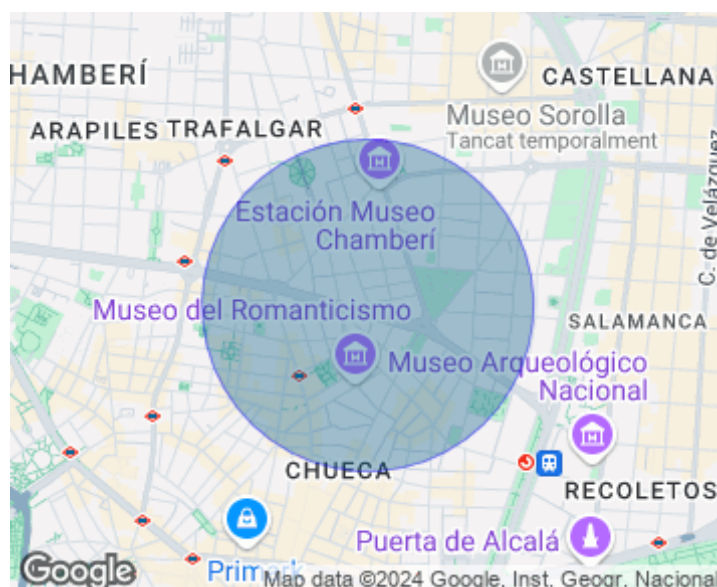 HAMBERÍ
CASTELLANA
Museo Sorolla
Tancat temporalment
ARAPILES
TRAFALGAR
C. de Velázquez
Estación Museo
Chamberí
Museo del Romanticismo
SALAMANCA
Museo Arqueológico
Nacional
CHUECA
RECOLETOS
Puerta de Alcalá
Primark
Google
Map data ©2024 Google, Inst. Geogr. Nacional